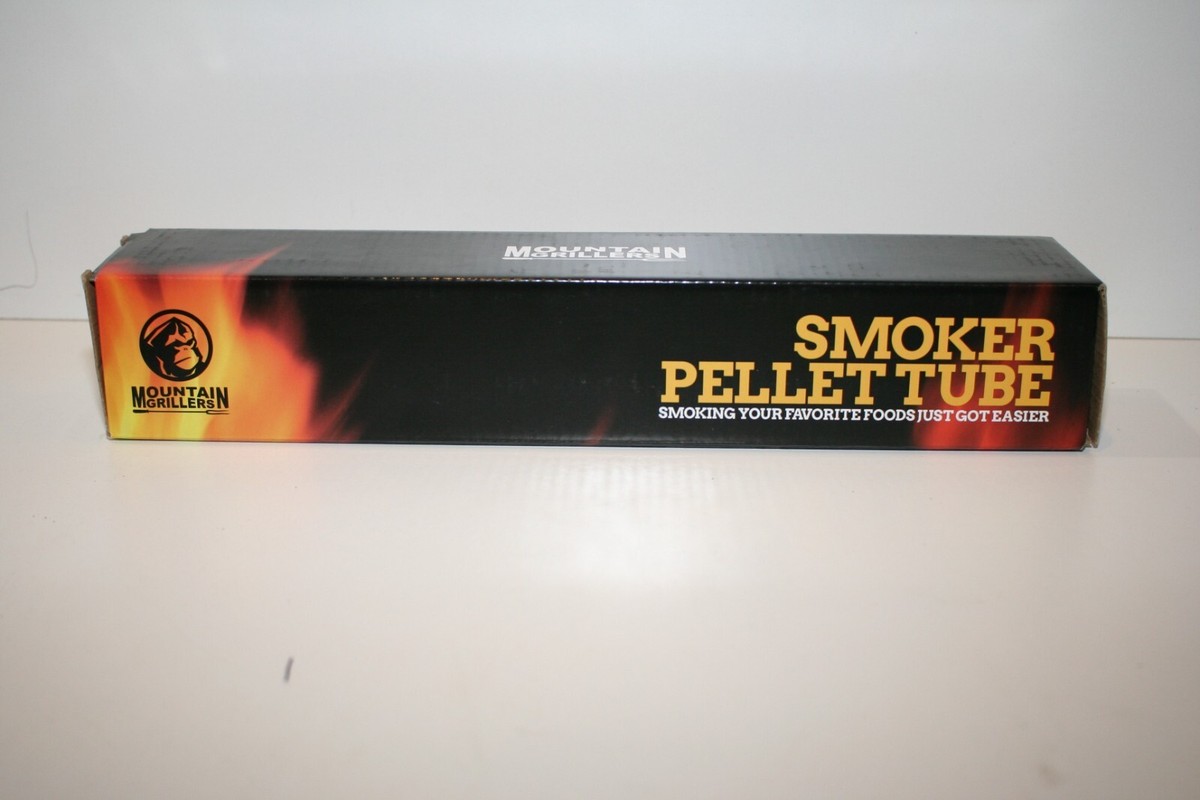 MOUNTAIN
GRILLERS
MOUNTAIN
GRILLERS
SMOKER
PELLET TUBE
SMOKING YOUR FAVORITE FOODS JUST GOT EASIER